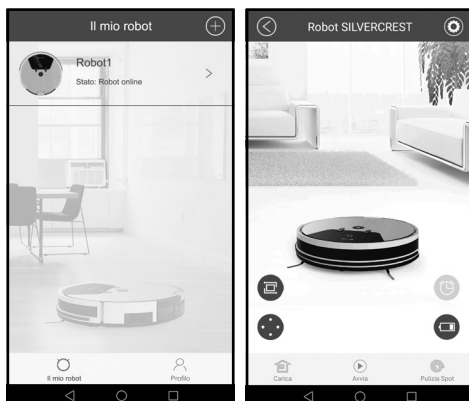 Il mio robot
Robot1
Stato: Robot online
Il mio robot
Profilo
Robot SILVERCREST
Carica
Avvia
Pulizia Spot